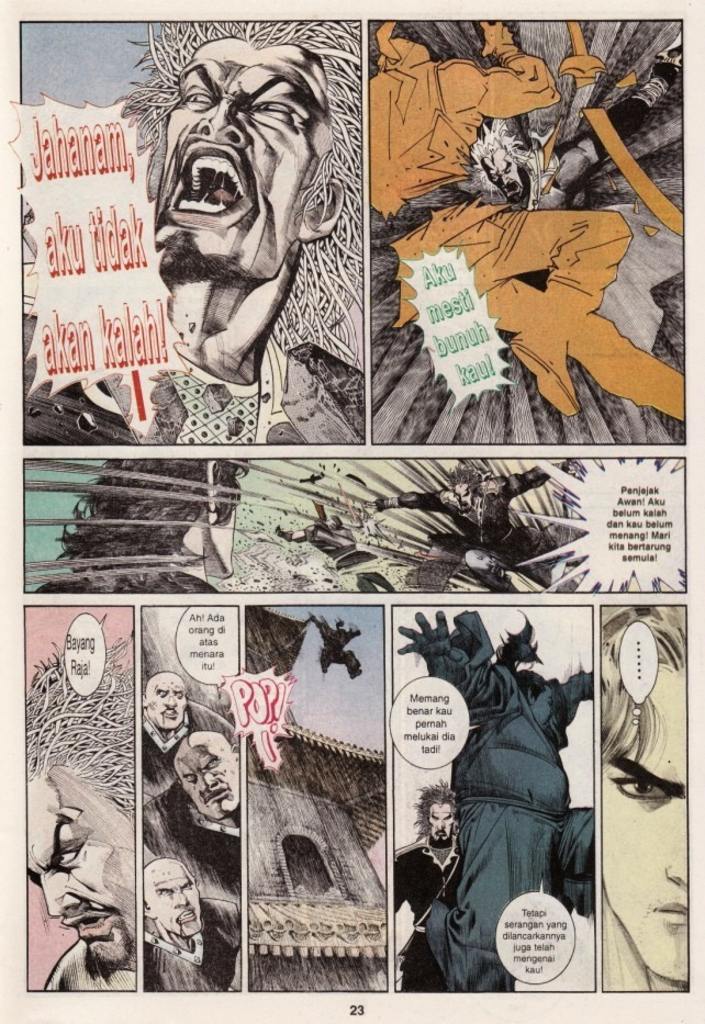 Jahanam,
aku tidak
akan kalah!
Aku
mesti
bunuh
kau!
Penjejak
Awan! Aku
belum kalah
dan kau belum
menang! Mari
kita bertarung
semula!
Bayang
Raja!
Ah! Ada
orang di
atas
menara
itu!
POP!
Memang
benar kau
pernah
melukai dia
tadi!
Tetapi
serangan yang
dilancarkannya
juga telah
mengenai
kau!
......
23